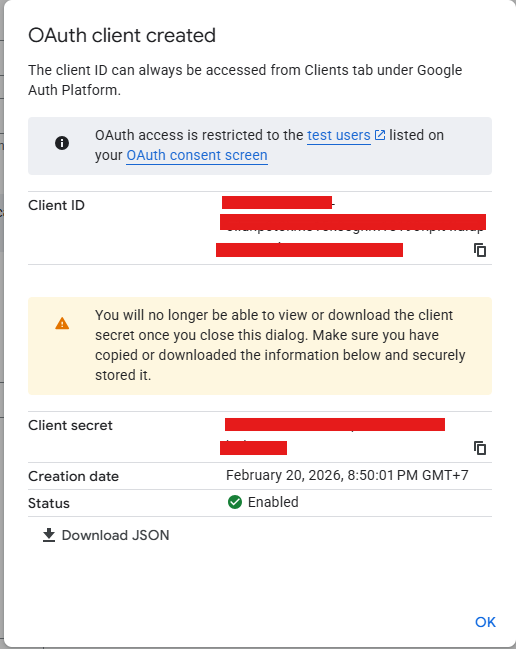 OAuth client created
The client ID can always be accessed from Clients tab under Google
Auth Platform.
OAuth access is restricted to the test users listed on
your OAuth consent screen
Client ID
You will no longer be able to view or download the client
secret once you close this dialog. Make sure you have
copied or downloaded the information below and securely
stored it.
Client secret
Creation date February 20, 2026, 8:50:01 PM GMT+7
Status Enabled
Download JSON
OK